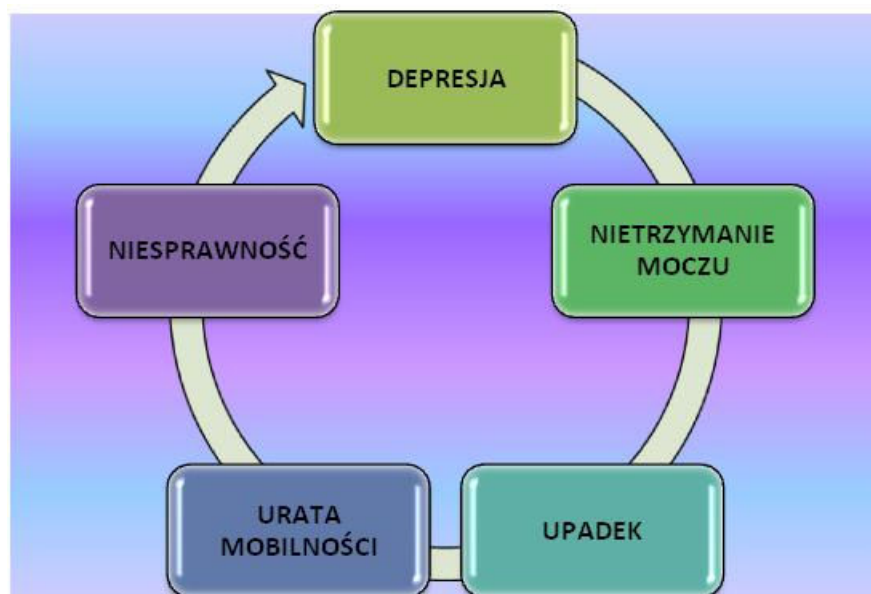 DEPRESJA
NIETRZYMANIE
MOCZU
UPADEK
URATA
MOBILNOŚCI
NIESPRAWNOŚĆ